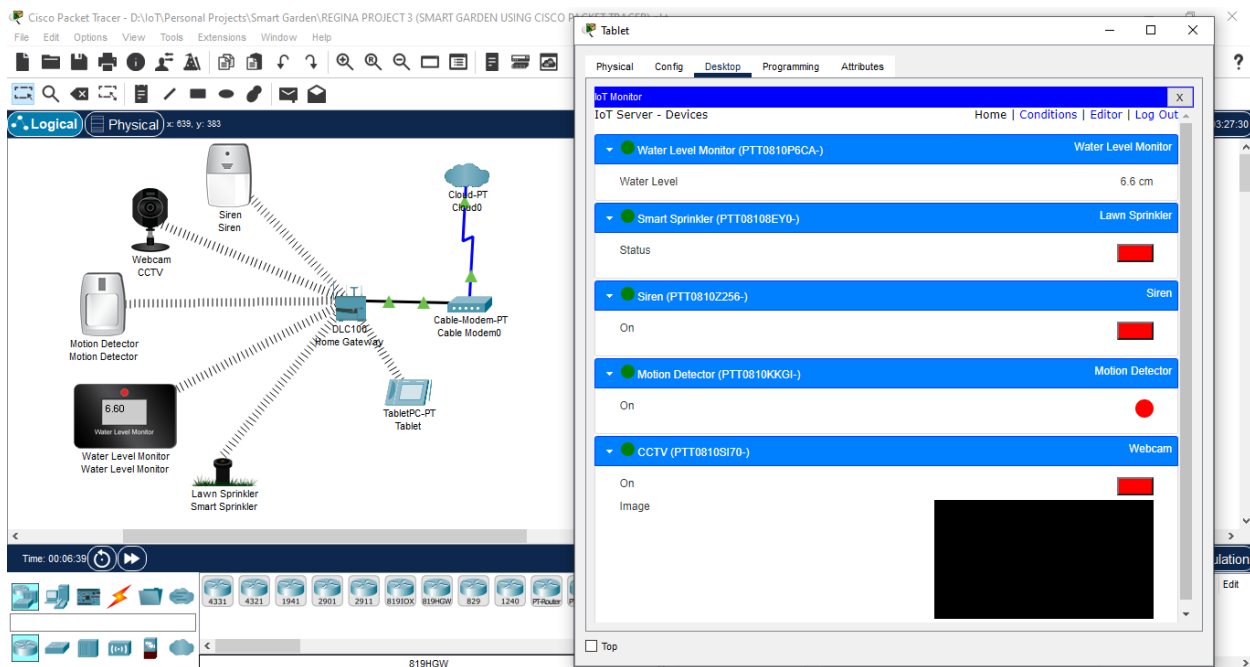 Cisco Packet Tracer - D:\IoT\Personal Projects\Smart Garden\REGINA PROJECT 3 (SMART GARDEN USING CISCO
File Edit Options View Tools Extensions Window Help
?
Logical Physical x: 639, y: 383
3:27:30
Siren
Siren
Webcam
CCTV
Cloud-PT
Cloud0
Motion Detector
Motion Detector
DLC100
Home Gateway
Cable-Modem-PT
Cable Modem0
6.60
Water Level Monitor
Water Level Monitor
Water Level Monitor
TabletPC-PT
Tablet
Lawn Sprinkler
Smart Sprinkler
Time: 00:06:39
ulation
Edit
4331 4321 1941 2901 2911 819IOX 819HGW 829 1240 PT-Router
819HGW
Tablet
Physical Config Desktop Programming Attributes
IoT Monitor X
IoT Server - Devices Home | Conditions | Editor | Log Out
Water Level Monitor (PTT0810P6CA-) Water Level Monitor
Water Level 6.6 cm
Smart Sprinkler (PTT08108EY0-) Lawn Sprinkler
Status
Siren (PTT0810Z256-) Siren
On
Motion Detector (PTT0810KKGI-) Motion Detector
On
CCTV (PTT0810SI70-) Webcam
On
Image
Top